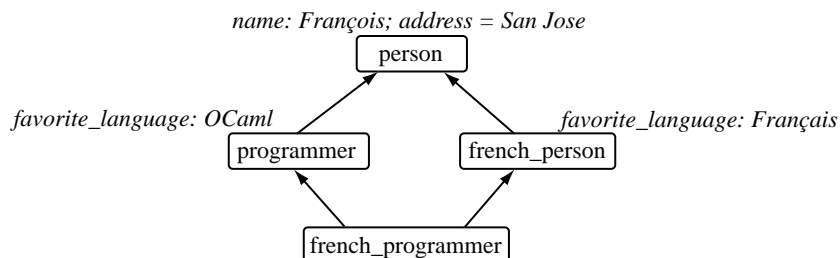 name: François; address = San Jose
person
favorite_language: OCaml
favorite_language: Français
programmer
french_person
french_programmer